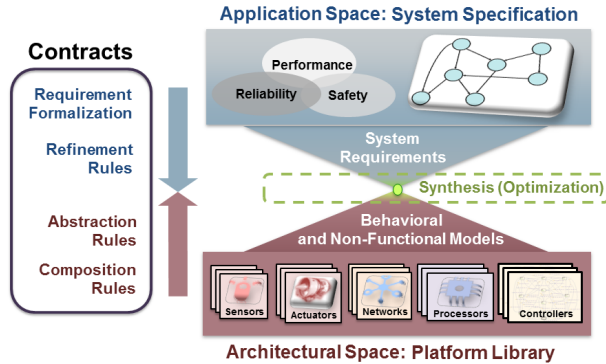 Application Space: System Specification
Contracts
Performance
Reliability
Safety
Requirement
Formalization
Refinement
Rules
System
Requirements
Synthesis (Optimization)
Abstraction
Rules
Composition
Rules
Behavioral
and Non-Functional Models
Sensors
Actuators
Networks
Processors
Controllers
Architectural Space: Platform Library